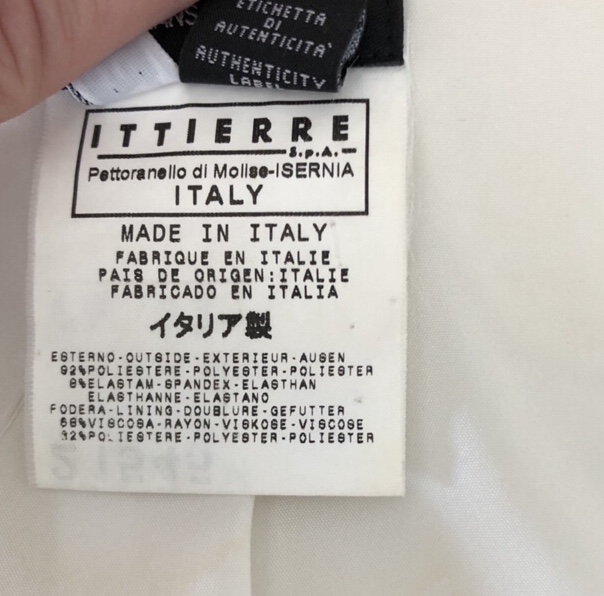 ETICHETTA
DI
AUTENTICITA'
AUTHENTICITY
LABEL
ITTIERRE
S.p.A.
Pettoranello di Molise-ISERNIA
ITALY
MADE IN ITALY
FABRIQUE EN ITALIE
PAIS DE ORIGEN:ITALIE
FABRICADO EN ITALIA
イタリア製
ESTERNO-OUTSIDE-EXTERIEUR-AUSEN
92%POLIESTERE-POLYESTER-POLIESTER
8%ELASTAM-SPANDEX-ELASTHAN
ELASTHANNE-ELASTANO
FODERA-LINING-DOUBLURE-GEFUTTER
68%VISCOSA-RAYON-VISKOSE-VISCOSE
32%POLIESTERE-POLYESTER-POLIESTER